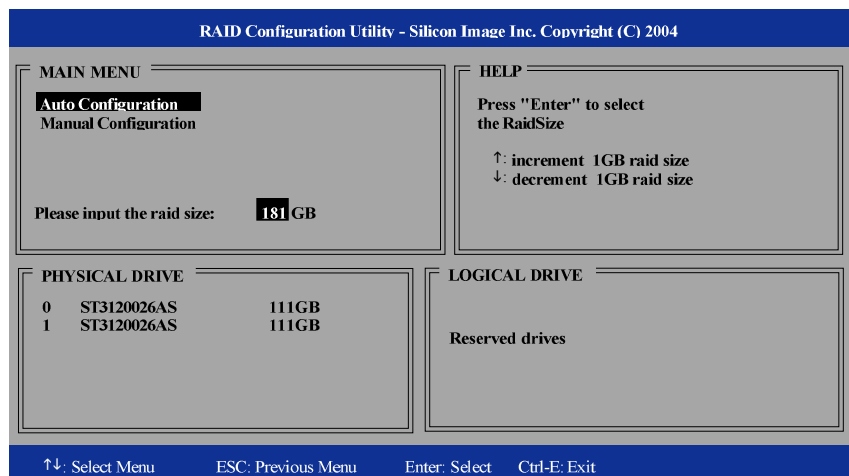 RAID Configuration Utility - Silicon Image Inc. Copyright (C) 2004
MAIN MENU
Auto Configuration
Manual Configuration
Please input the raid size: 181 GB
HELP
Press "Enter" to select
the RaidSize
↑: increment 1GB raid size
↓: decrement 1GB raid size
PHYSICAL DRIVE
0 ST3120026AS 111GB
1 ST3120026AS 111GB
LOGICAL DRIVE
Reserved drives
↑↓: Select Menu ESC: Previous Menu Enter: Select Ctrl-E: Exit